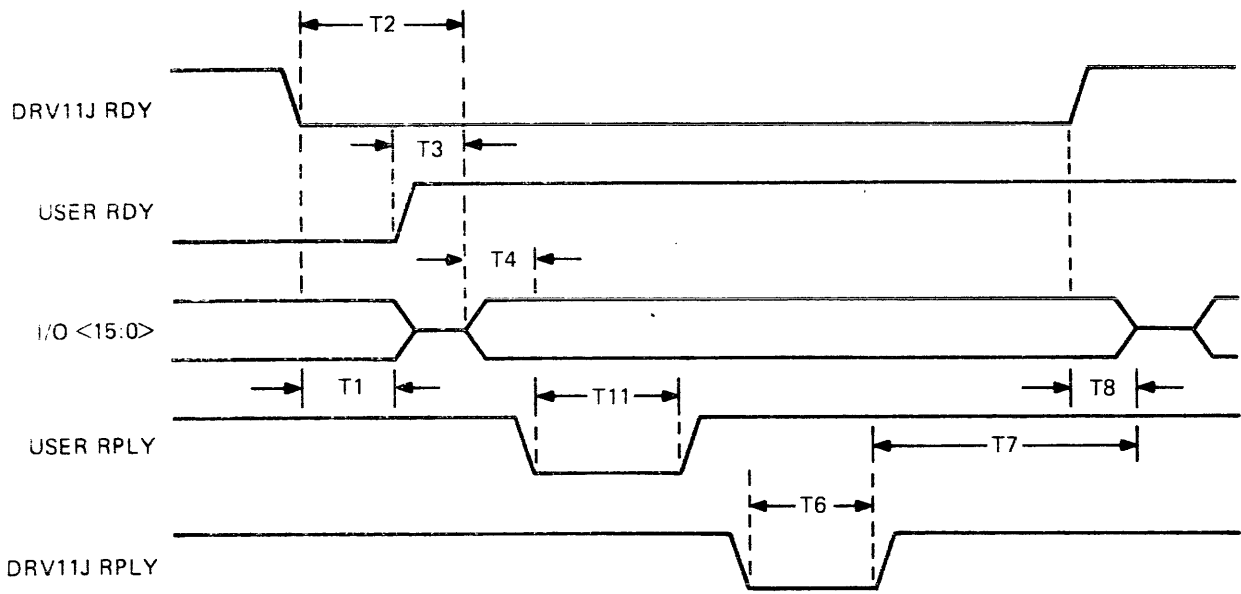 T2
DRV11J RDY
T3
USER RDY
T4
I/O <15:0>
T1
T11
T8
USER RPLY
T7
T6
DRV11J RPLY